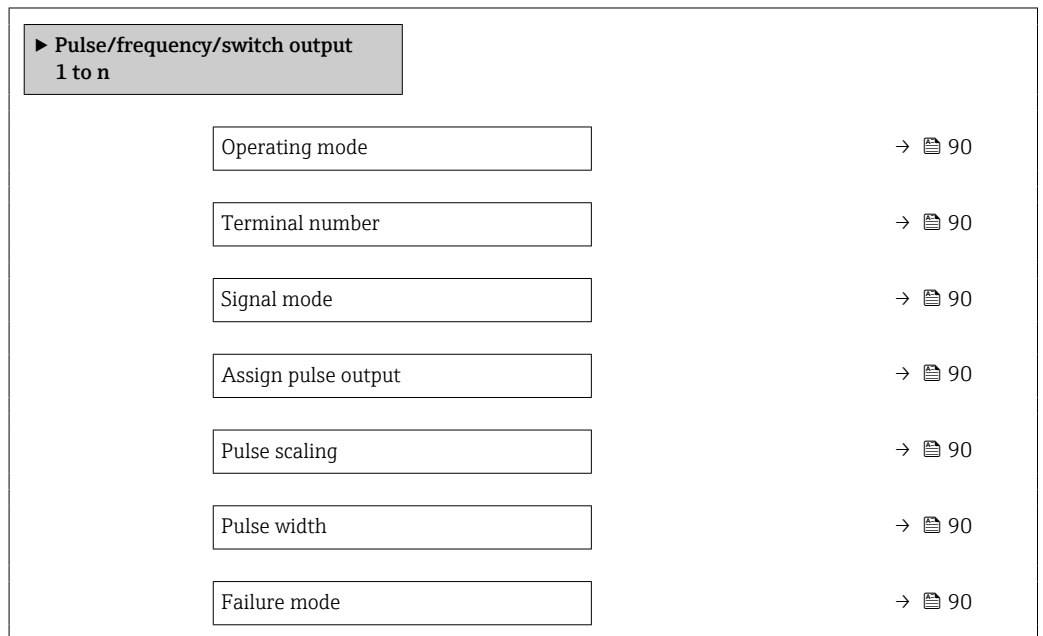 ▶ Pulse/frequency/switch output
1 to n
Operating mode → 90
Terminal number → 90
Signal mode → 90
Assign pulse output → 90
Pulse scaling → 90
Pulse width → 90
Failure mode → 90